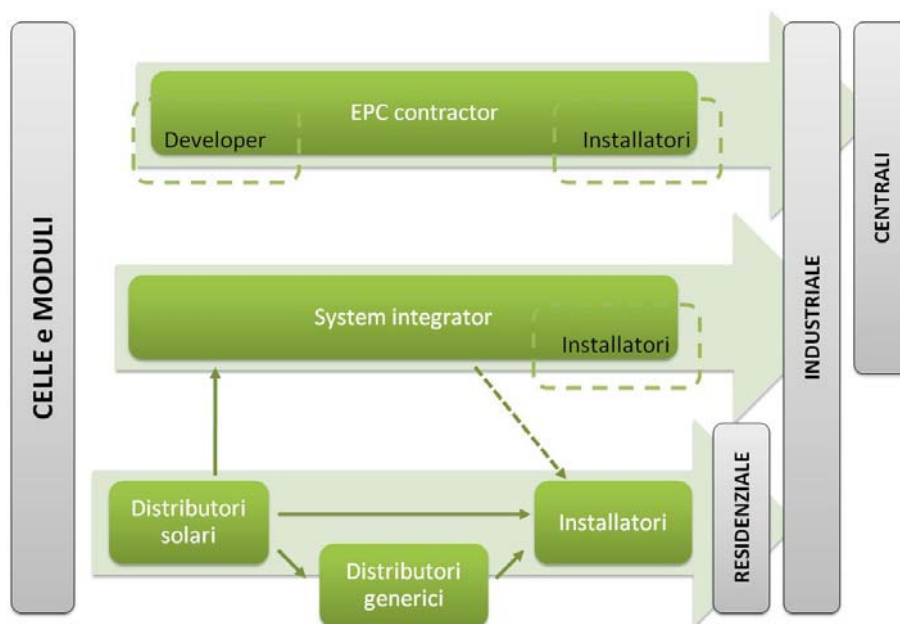 CELLE e MODULI
EPC contractor
Developer
Installatori
System integrator
Installatori
Distributori
solari
Distributori
generici
Installatori
RESIDENZIALE
INDUSTRIALE
CENTRALI